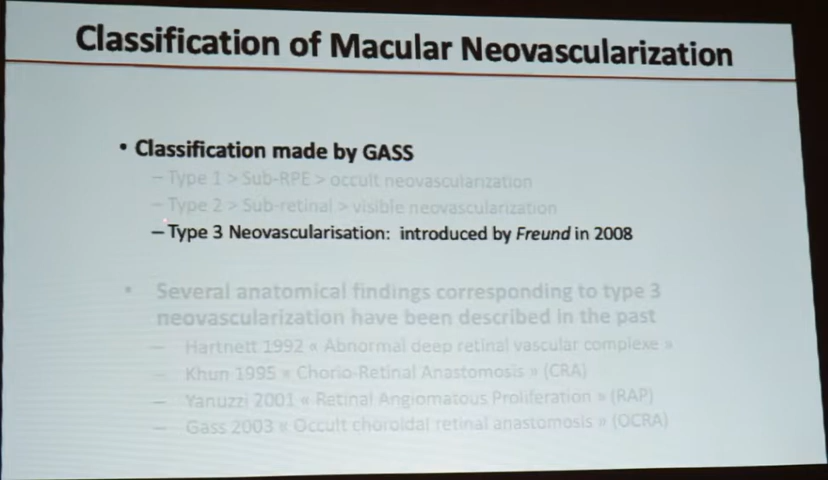 Classification of Macular Neovascularization
• Classification made by GASS
– Type 1 > Sub-RPE > occult neovascularization
– Type 2 > Sub-retinal > visible neovascularization
– Type 3 Neovascularisation: introduced by Freund in 2008
• Several anatomical findings corresponding to type 3
neovascularization have been described in the past
– Hartnett 1992 « Abnormal deep retinal vascular complexe »
– Khun 1995 « Chorio-Retinal Anastomosis » (CRA)
– Yanuzzi 2001 « Retinal Angiomatous Proliferation » (RAP)
– Gass 2003 « Occult choroidal retinal anastomosis » (OCRA)